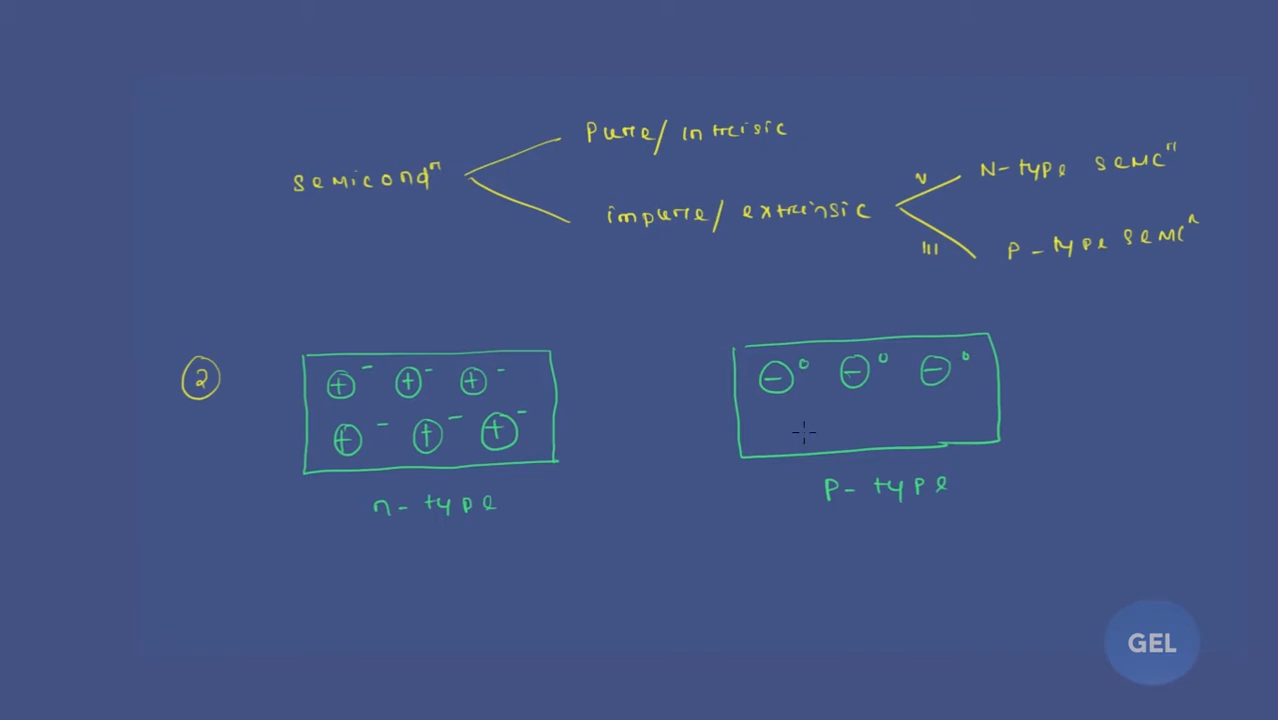 Pure/ intrisic
semicondⁿ
impure/ extrinsic
V
N-type semcⁿ
III
P-type semcⁿ
2
+ - + - + -
+ - + - + -
n-type
- o - o - o
P-type
GEL